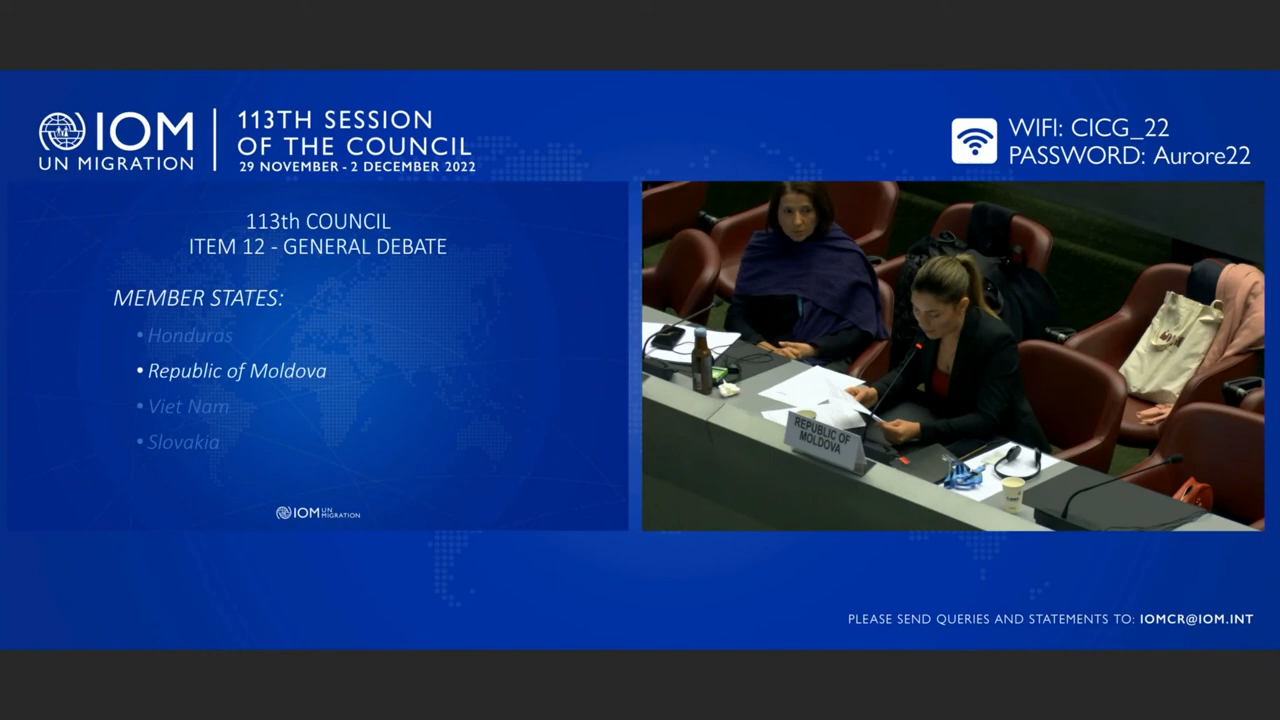 IOM
UN MIGRATION
113TH SESSION
OF THE COUNCIL
29 NOVEMBER - 2 DECEMBER 2022
WIFI: CICG_22
PASSWORD: Aurore22
113th COUNCIL
ITEM 12 - GENERAL DEBATE
MEMBER STATES:
• Honduras
• Republic of Moldova
• Viet Nam
• Slovakia
IOM UN MIGRATION
REPUBLIC OF
MOLDOVA
PLEASE SEND QUERIES AND STATEMENTS TO: IOMCR@IOM.INT